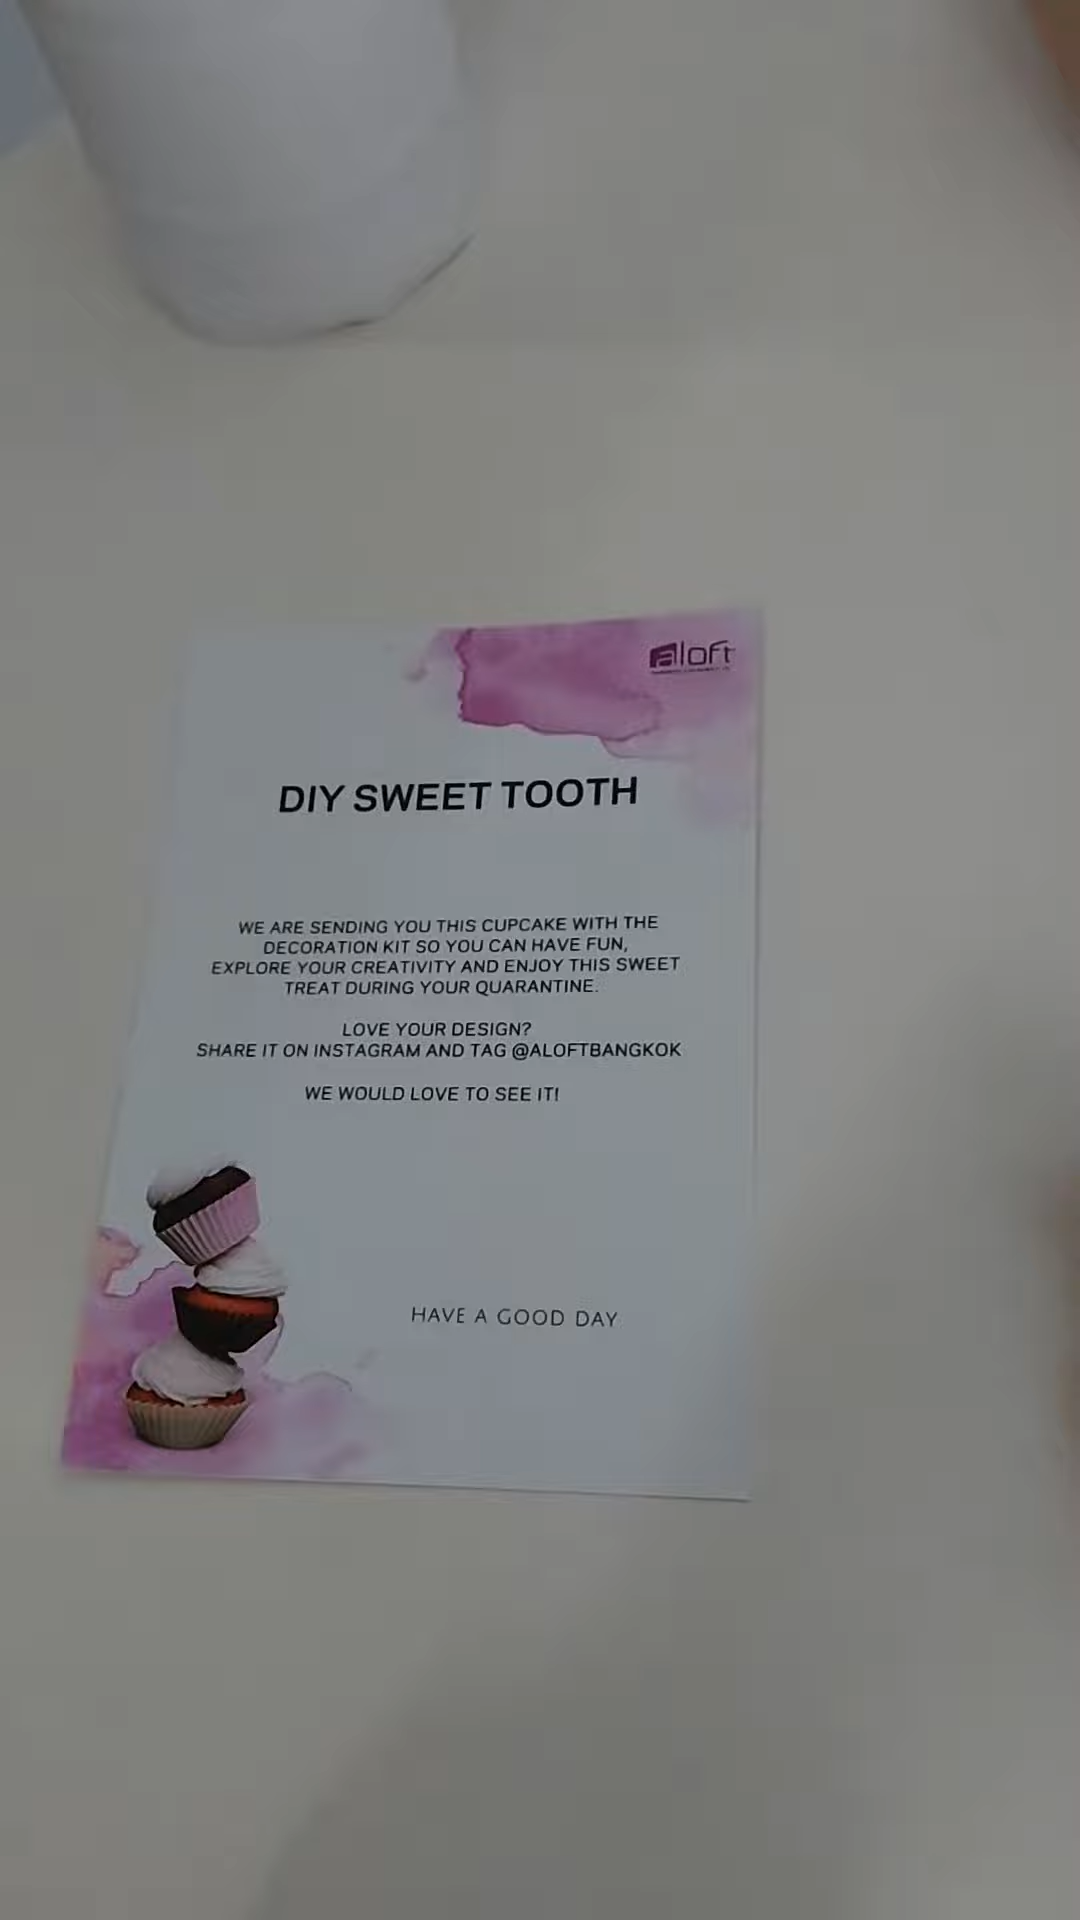 aloft
DIY SWEET TOOTH
WE ARE SENDING YOU THIS CUPCAKE WITH THE
DECORATION KIT SO YOU CAN HAVE FUN,
EXPLORE YOUR CREATIVITY AND ENJOY THIS SWEET
TREAT DURING YOUR QUARANTINE.
LOVE YOUR DESIGN?
SHARE IT ON INSTAGRAM AND TAG @ALOFTBANGKOK
WE WOULD LOVE TO SEE IT!
HAVE A GOOD DAY